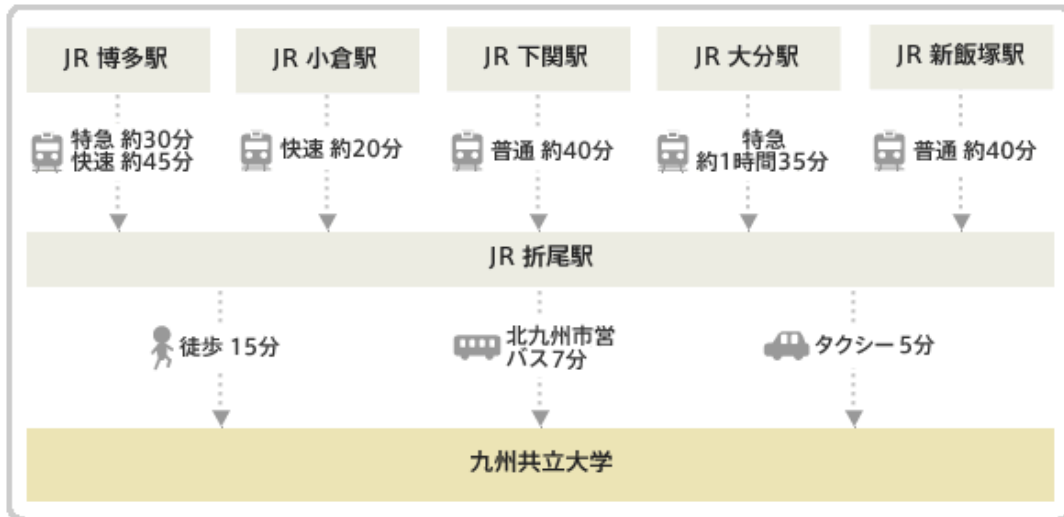 JR 博多駅
JR 小倉駅
JR 下関駅
JR 大分駅
JR 新飯塚駅
特急 約30分
快速 約45分
快速 約20分
普通 約40分
特急
約1時間35分
普通 約40分
JR 折尾駅
徒歩 15分
北九州市営
バス 7分
タクシー 5分
九州共立大学